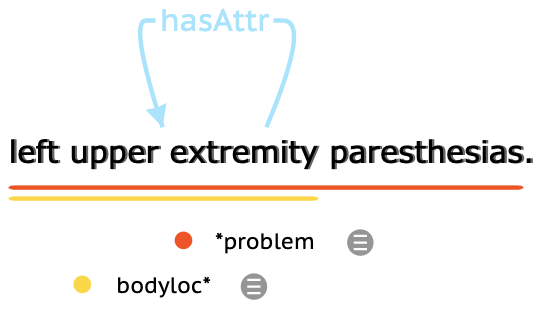 hasAttr
left upper extremity paresthesias.
*problem
bodyloc*